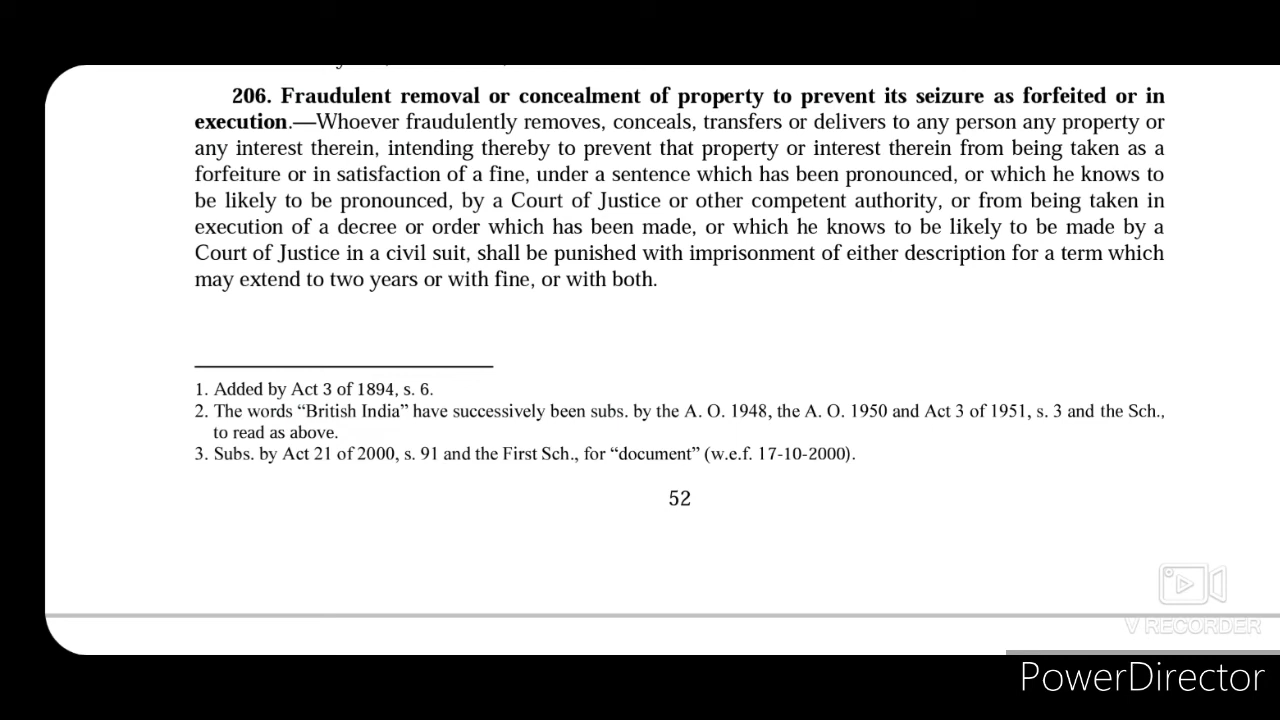 206. Fraudulent removal or concealment of property to prevent its seizure as forfeited or in
execution.—Whoever fraudulently removes, conceals, transfers or delivers to any person any property or
any interest therein, intending thereby to prevent that property or interest therein from being taken as a
forfeiture or in satisfaction of a fine, under a sentence which has been pronounced, or which he knows to
be likely to be pronounced, by a Court of Justice or other competent authority, or from being taken in
execution of a decree or order which has been made, or which he knows to be likely to be made by a
Court of Justice in a civil suit, shall be punished with imprisonment of either description for a term which
may extend to two years or with fine, or with both.
1. Added by Act 3 of 1894, s. 6.
2. The words “British India” have successively been subs. by the A. O. 1948, the A. O. 1950 and Act 3 of 1951, s. 3 and the Sch.,
to read as above.
3. Subs. by Act 21 of 2000, s. 91 and the First Sch., for “document” (w.e.f. 17-10-2000).
52
V RECORDER
PowerDirector